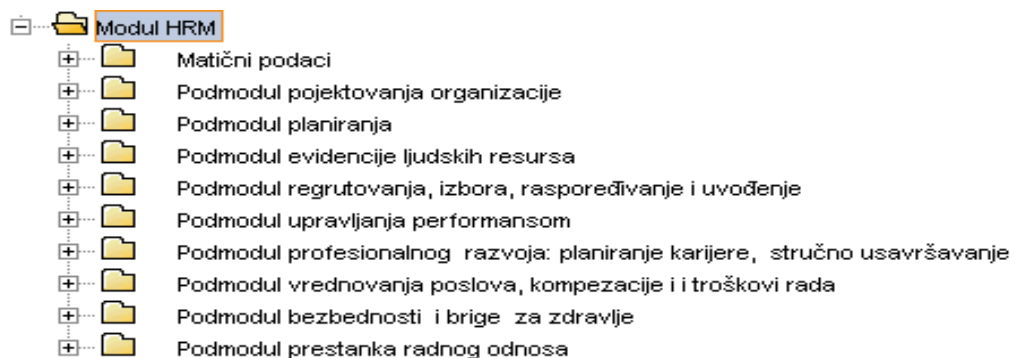 Modul HRM
Matični podaci
Podmodul pojektovanja organizacije
Podmodul planiranja
Podmodul evidencije ljudskih resursa
Podmodul regrutovanja, izbora, raspoređivanje i uvođenje
Podmodul upravljanja performansom
Podmodul profesionalnog razvoja: planiranje karijere, stručno usavršavanje
Podmodul vrednovanja poslova, kompezacije i i troškovi rada
Podmodul bezbednosti i brige za zdravlje
Podmodul prestanka radnog odnosa